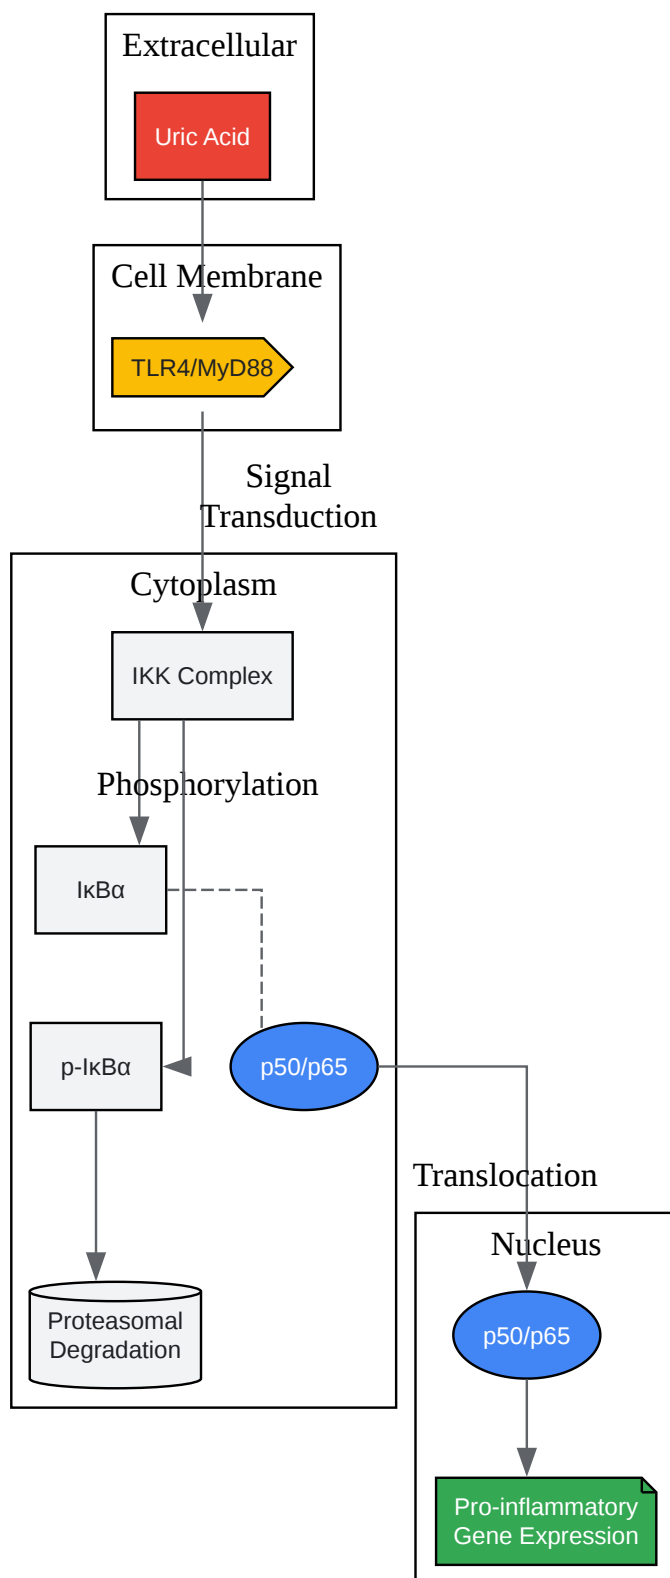 Extracellular
Uric Acid
Cell Membrane
TLR4/MyD88
Signal
Transduction
Cytoplasm
IKK Complex
Phosphorylation
IκBα
p-IκBα
p50/p65
Translocation
Nucleus
Proteasomal
Degradation
p50/p65
Pro-inflammatory
Gene Expression